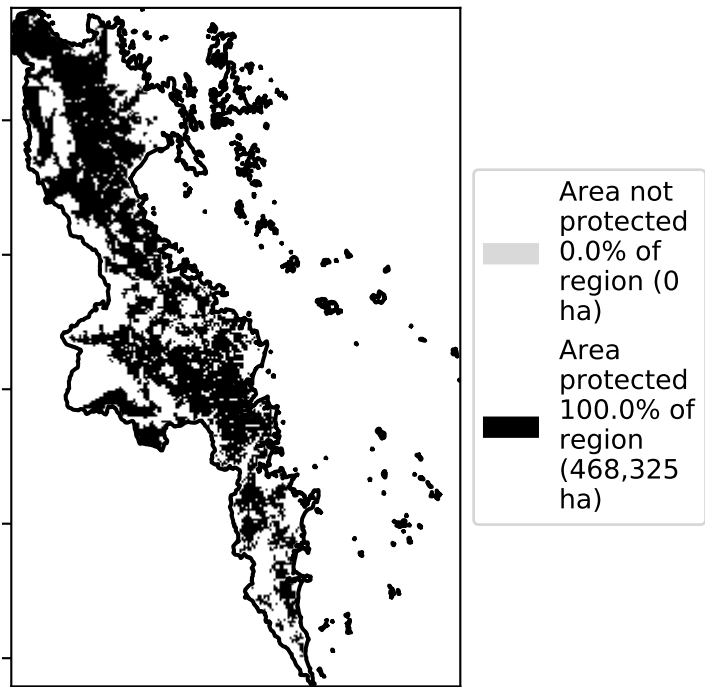 Area not
protected
0.0% of
region (0
ha)
Area
protected
100.0% of
region
(468,325
ha)